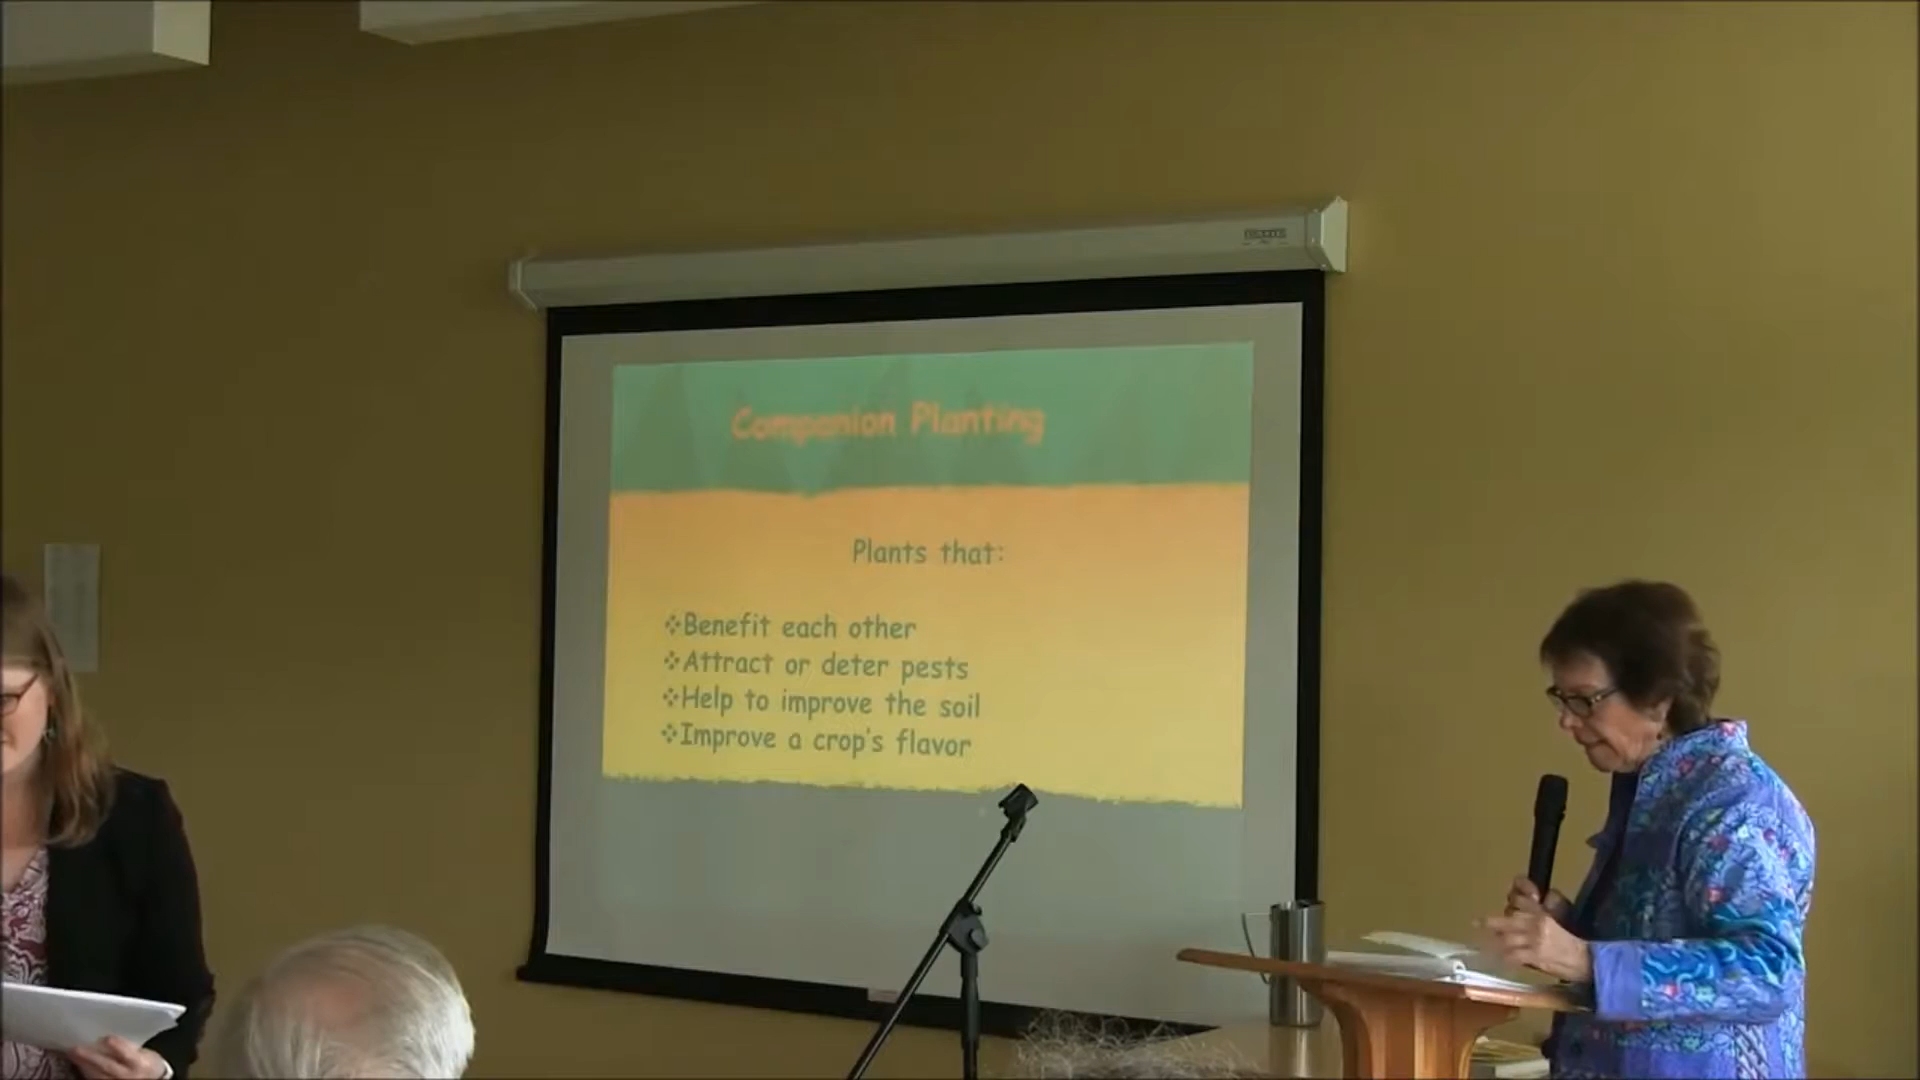 Companion Planting
Plants that:
❖Benefit each other
❖Attract or deter pests
❖Help to improve the soil
❖Improve a crop's flavor